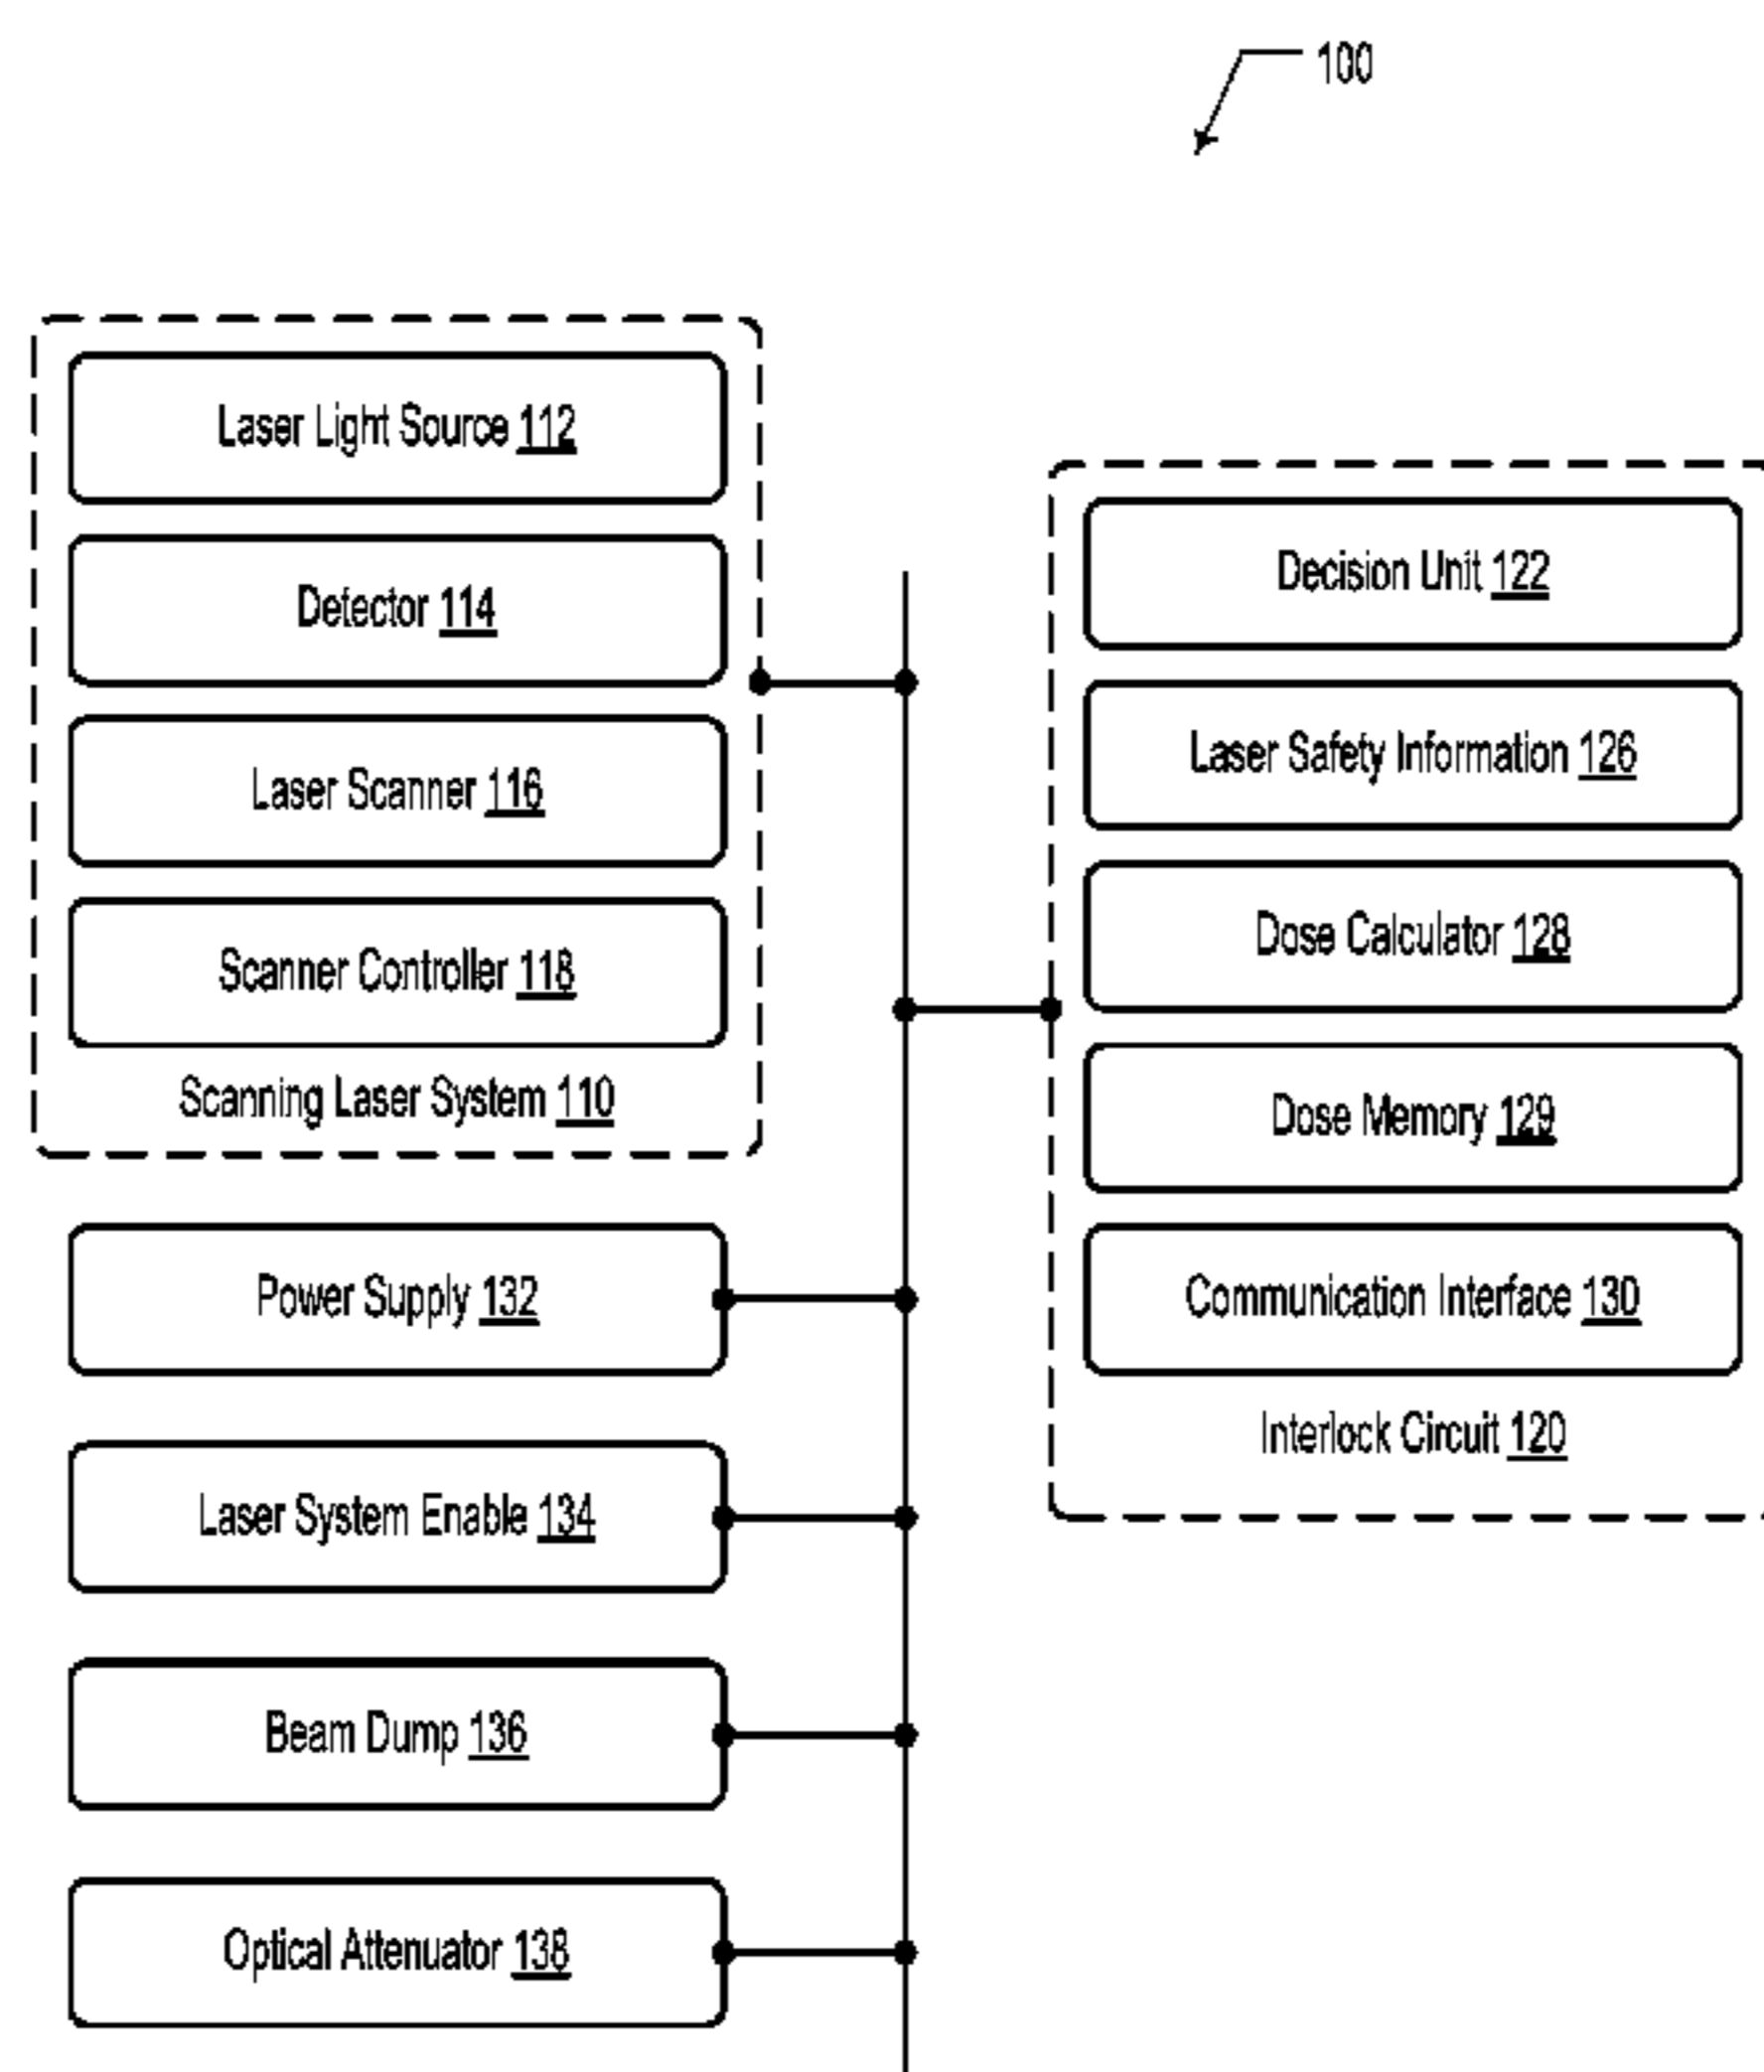 100
Laser Light Source 112
Detector 114
Laser Scanner 116
Scanner Controller 118
Scanning Laser System 110
Power Supply 132
Laser System Enable 134
Beam Dump 136
Optical Attenuator 138
Decision Unit 122
Laser Safety Information 126
Dose Calculator 128
Dose Memory 129
Communication Interface 130
Interlock Circuit 120